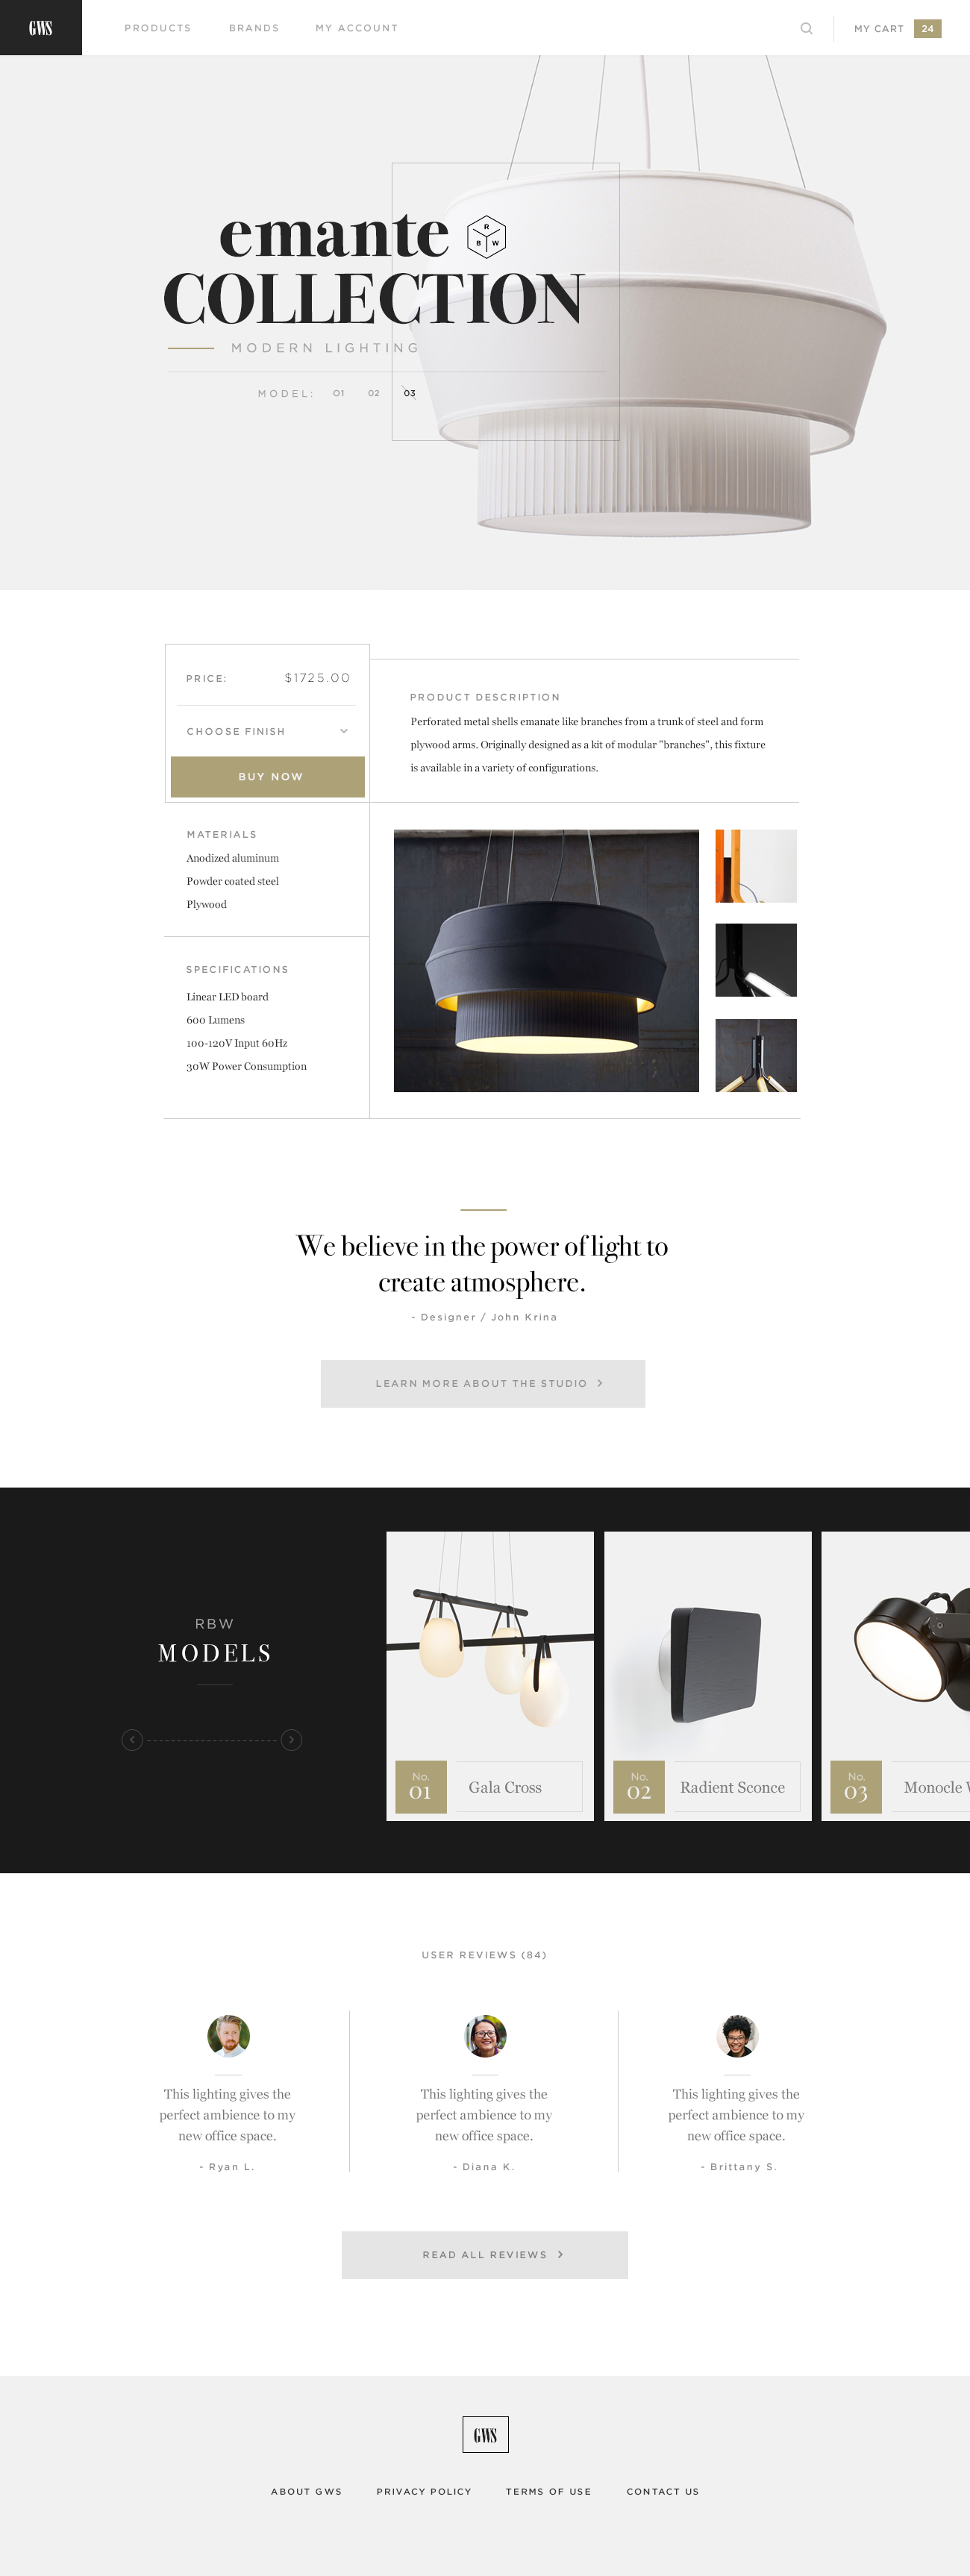 GWS
PRODUCTS
BRANDS
MY ACCOUNT
MY CART
24
emante
R
B W
COLLECTION
MODERN LIGHTING
MODEL:
01
02
03
PRICE:
$1725.00
CHOOSE FINISH
BUY NOW
PRODUCT DESCRIPTION
Perforated metal shells emanate like branches from a trunk of steel and form
plywood arms. Originally designed as a kit of modular "branches", this fixture
is available in a variety of configurations.
MATERIALS
Anodized aluminum
Powder coated steel
Plywood
SPECIFICATIONS
Linear LED board
600 Lumens
100-120V Input 60Hz
30W Power Consumption
We believe in the power of light to
create atmosphere.
- Designer / John Krina
LEARN MORE ABOUT THE STUDIO
RBW
MODELS
No.
01
Gala Cross
No.
02
Radient Sconce
No.
03
Monocle
USER REVIEWS (84)
This lighting gives the
perfect ambience to my
new office space.
- Ryan L.
This lighting gives the
perfect ambience to my
new office space.
- Diana K.
This lighting gives the
perfect ambience to my
new office space.
- Brittany S.
READ ALL REVIEWS
GWS
ABOUT GWS
PRIVACY POLICY
TERMS OF USE
CONTACT US